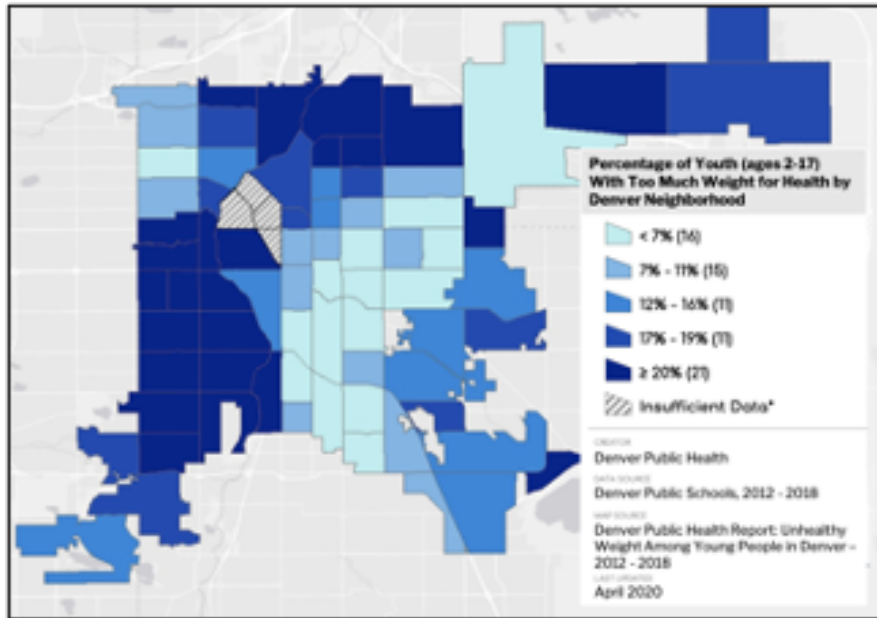 Percentage of Youth (ages 2-17)
With Too Much Weight for Health by
Denver Neighborhood
< 7% (16)
7% - 11% (15)
12% - 16% (11)
17% - 19% (11)
≥ 20% (21)
Insufficient Data*
CREATOR
Denver Public Health
DATA SOURCE
Denver Public Schools, 2012 - 2018
MAP SOURCE
Denver Public Health Report: Unhealthy
Weight Among Young People in Denver –
2012 - 2018
LAST UPDATED
April 2020